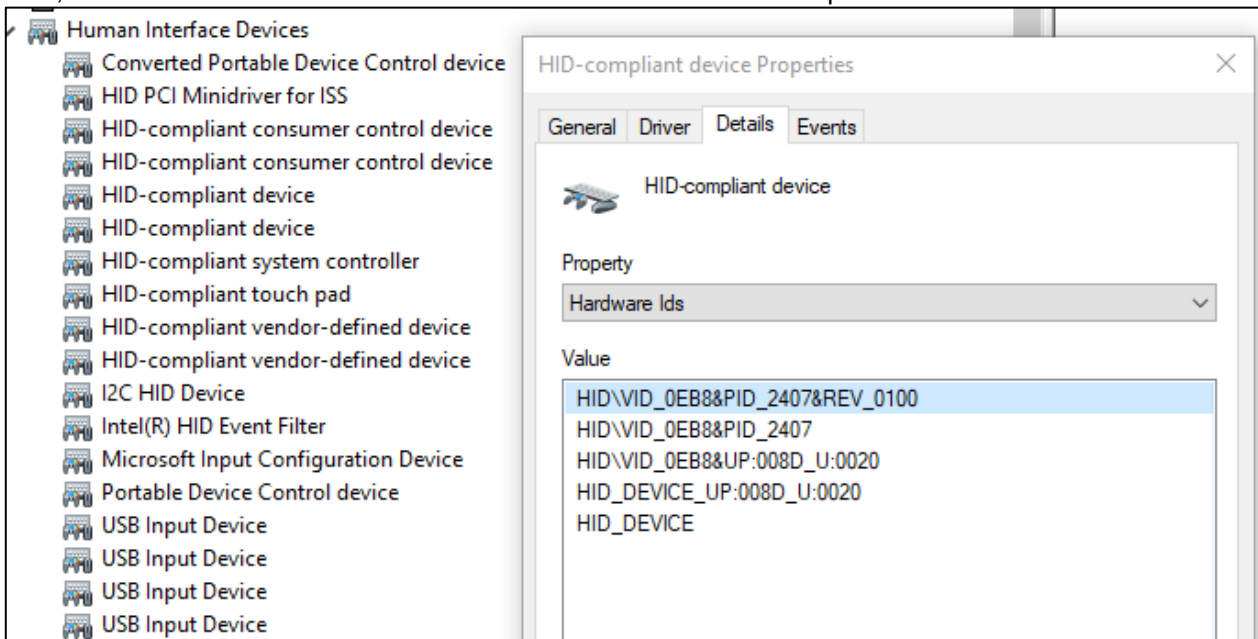 Human Interface Devices
Converted Portable Device Control device
HID PCI Minidriver for ISS
HID-compliant consumer control device
HID-compliant consumer control device
HID-compliant device
HID-compliant device
HID-compliant system controller
HID-compliant touch pad
HID-compliant vendor-defined device
HID-compliant vendor-defined device
I2C HID Device
Intel(R) HID Event Filter
Microsoft Input Configuration Device
Portable Device Control device
USB Input Device
USB Input Device
USB Input Device
USB Input Device
HID-compliant device Properties
General Driver Details Events
HID-compliant device
Property
Hardware Ids
Value
HID\VID_0EB8&PID_2407&REV_0100
HID\VID_0EB8&PID_2407
HID\VID_0EB8&UP:008D_U:0020
HID_DEVICE_UP:008D_U:0020
HID_DEVICE